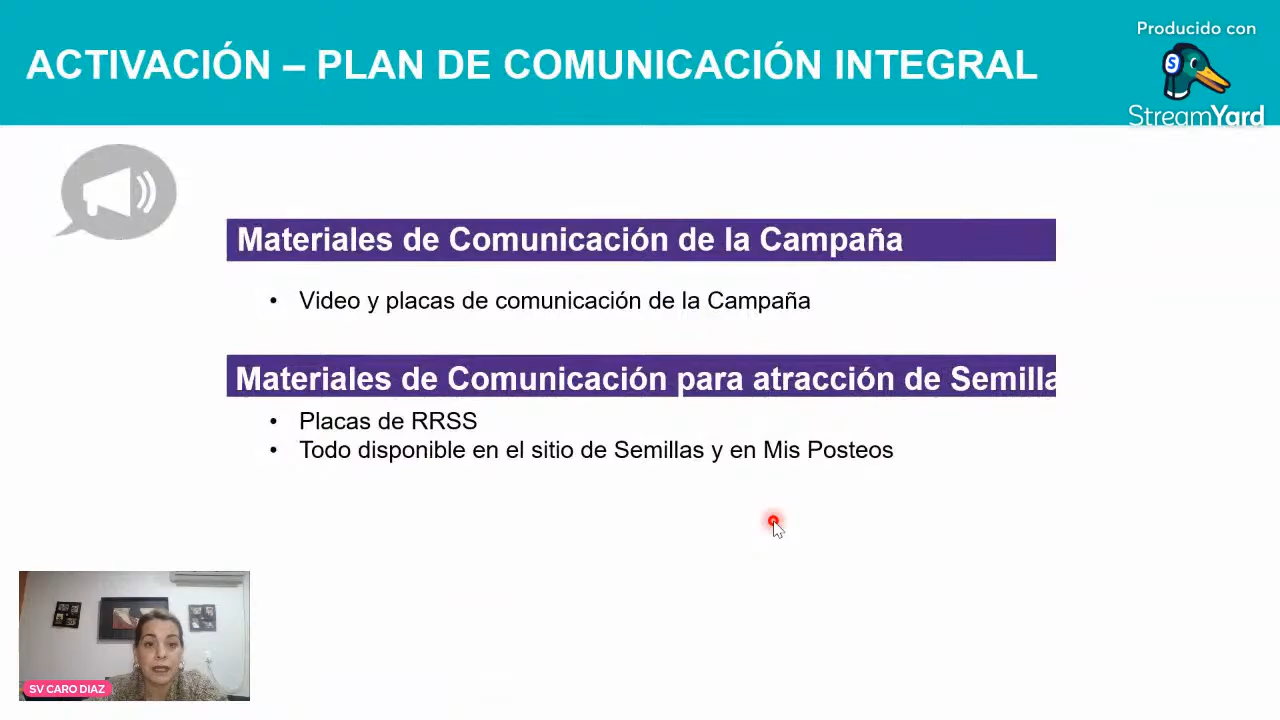 ACTIVACIÓN – PLAN DE COMUNICACIÓN INTEGRAL
Producido con
StreamYard
Materiales de Comunicación de la Campaña
• Video y placas de comunicación de la Campaña
Materiales de Comunicación para atracción de Semilla
• Placas de RRSS
• Todo disponible en el sitio de Semillas y en Mis Posteos
SV CARO DIAZ